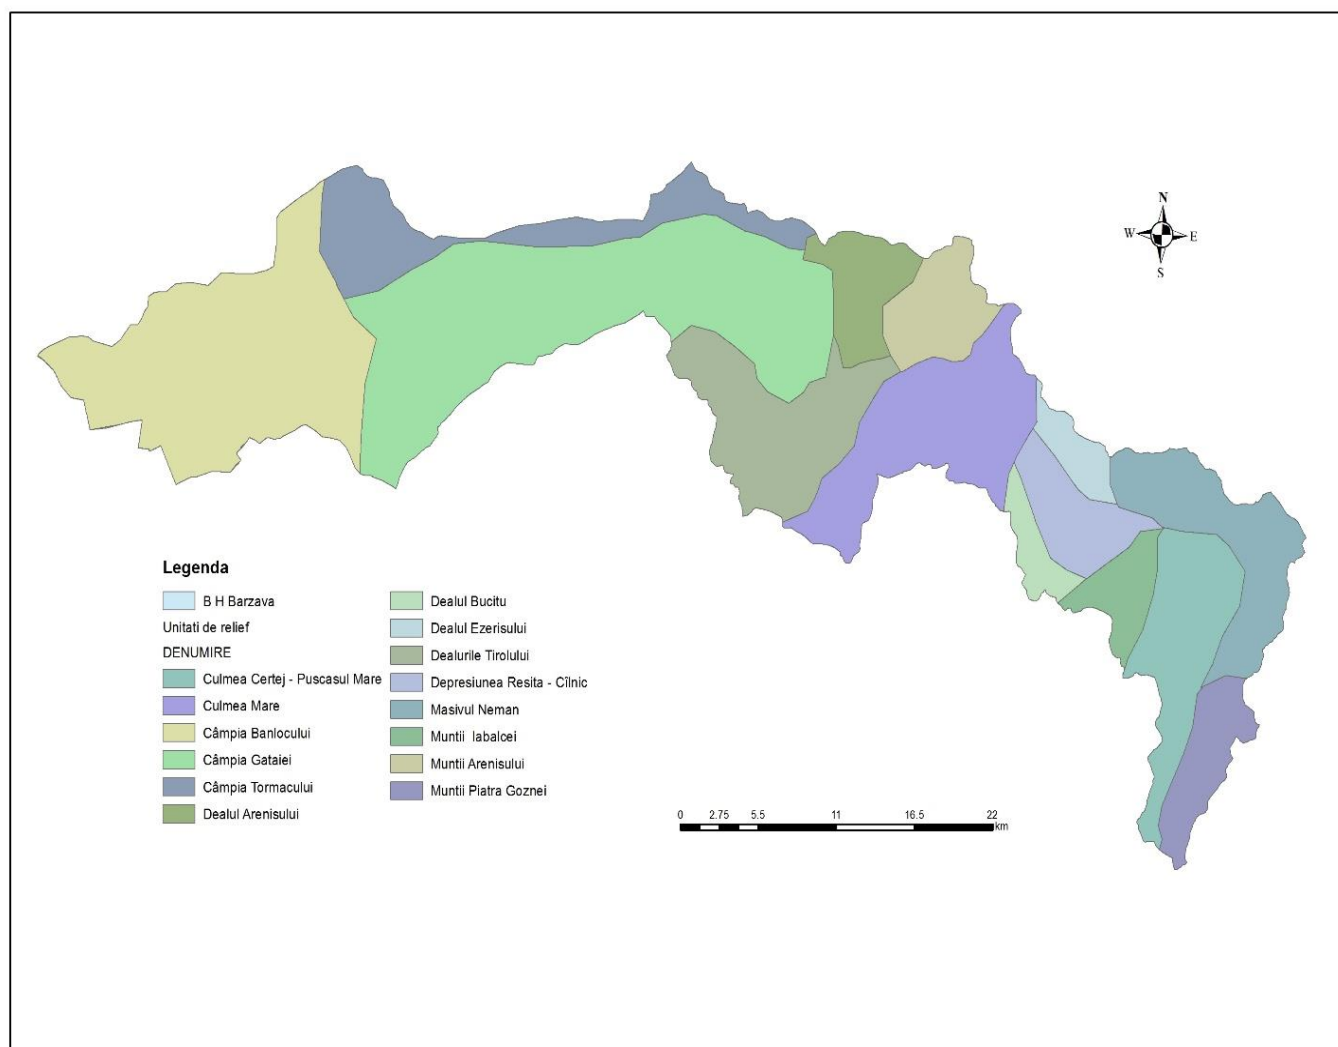 N
W E
S
Legenda
B H Barzava
Unitati de relief
DENUMIRE
Culmea Certej - Puscasul Mare
Culmea Mare
Câmpia Banlocului
Câmpia Gataiei
Câmpia Tormacului
Dealul Arenisului
Dealul Bucitu
Dealul Ezerisului
Dealurile Tirolului
Depresiunea Resita - Cîlnic
Masivul Neman
Muntii Iabalcei
Muntii Arenisului
Muntii Piatra Goznei
0 2.75 5.5 11 16.5 22
km